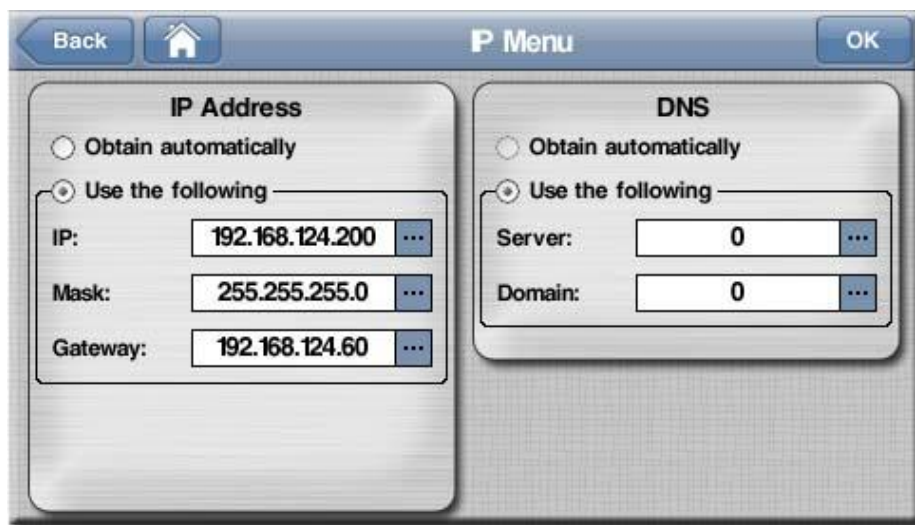 Back
IP Menu
OK
IP Address
Obtain automatically
Use the following
IP: 192.168.124.200 ...
Mask: 255.255.255.0 ...
Gateway: 192.168.124.60 ...
DNS
Obtain automatically
Use the following
Server: 0 ...
Domain: 0 ...